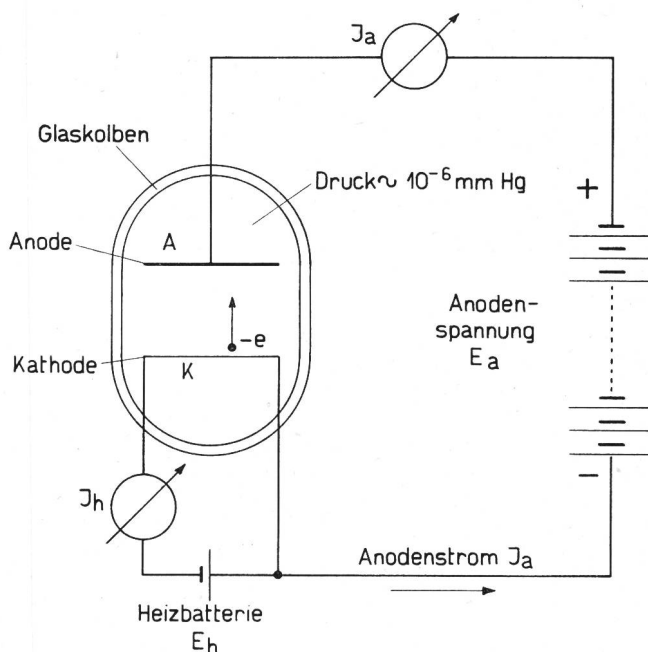 Ja
Glaskolben
Druck~ 10⁻⁶ mm Hg
+
Anode
A
Anoden-
spannung
Ea
-e
Kathode
K
Jh
−
Anodenstrom Ja
Heizbatterie
Eh